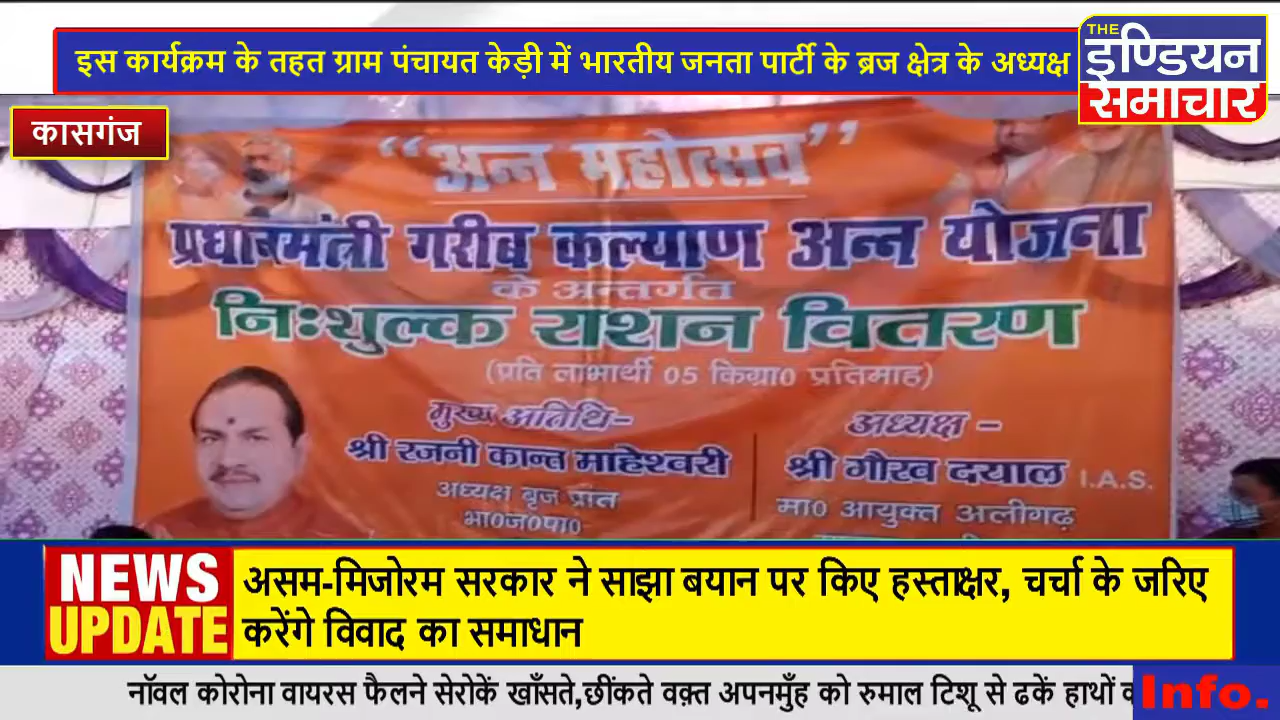 इस कार्यक्रम के तहत ग्राम पंचायत केड़ी में भारतीय जनता पार्टी के ब्रज क्षेत्र के अध्यक्ष
THE
इण्डियन
समाचार
कासगंज
“अन्न महोत्सव”
प्रधानमंत्री गरीब कल्याण अन्न योजना
के अन्तर्गत
निःशुल्क राशन वितरण
(प्रति लाभार्थी 05 किग्रा0 प्रतिमाह)
मुख्य अतिथि-
श्री रजनी कान्त माहेश्वरी
अध्यक्ष बृज प्रांत
भा0ज0पा0
अध्यक्ष -
श्री गौरव दयाल I.A.S.
मा0 आयुक्त अलीगढ़
NEWS
UPDATE
असम-मिजोरम सरकार ने साझा बयान पर किए हस्ताक्षर, चर्चा के जरिए
करेंगे विवाद का समाधान
नॉवल कोरोना वायरस फैलने सेरोकें खाँसते,छींकते वक़्त अपनमुँह को रुमाल टिशू से ढकें हाथों
Info.